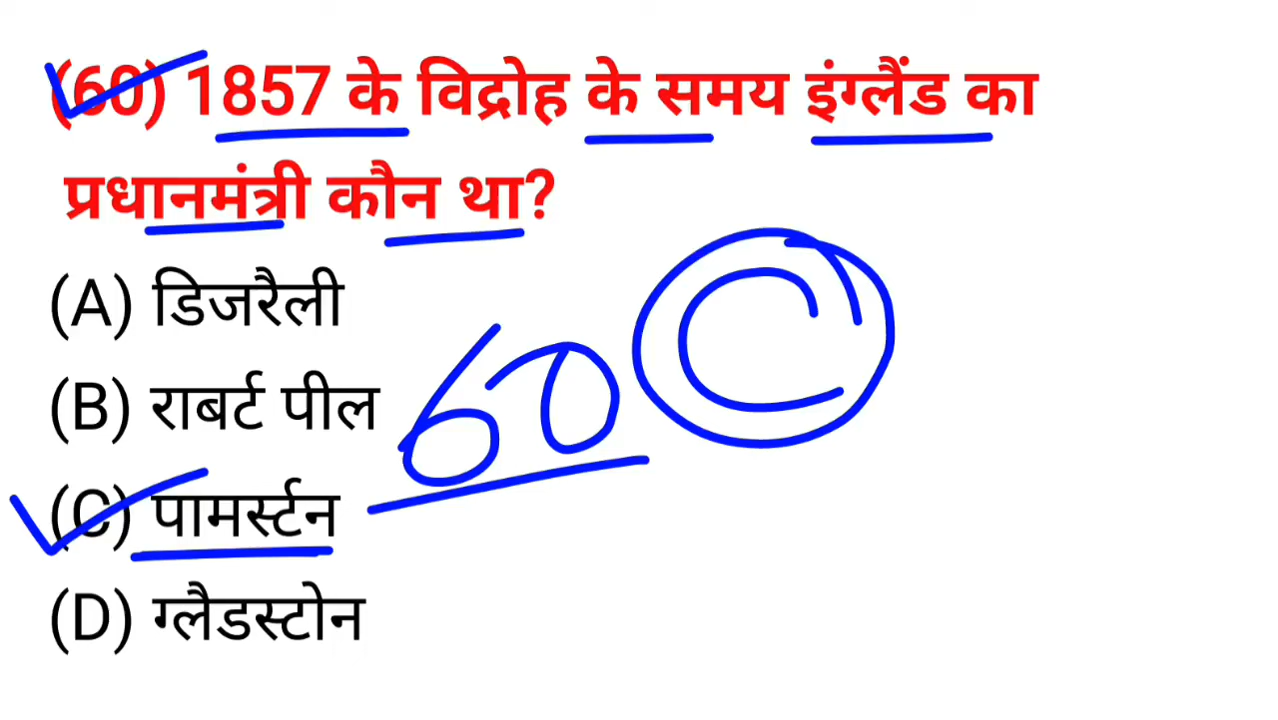 (60) 1857 के विद्रोह के समय इंग्लैंड का
प्रधानमंत्री कौन था?
(A) डिजरैली
(B) राबर्ट पील
60 C
(C) पामर्स्टन
(D) ग्लैडस्टोन